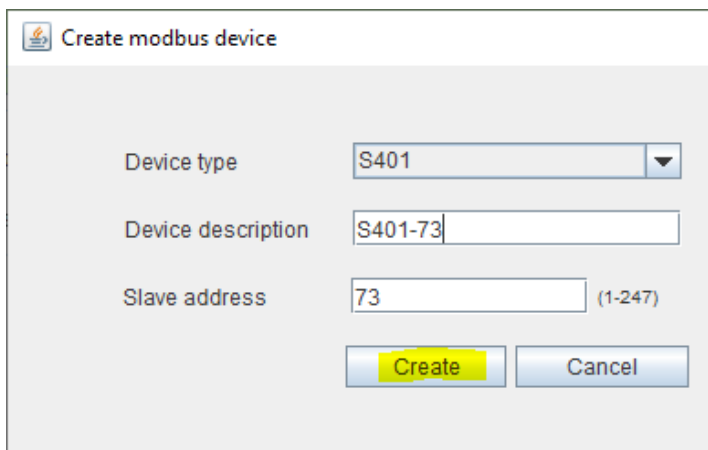 Create modbus device
Device type S401
Device description S401-73
Slave address 73 (1-247)
Create Cancel